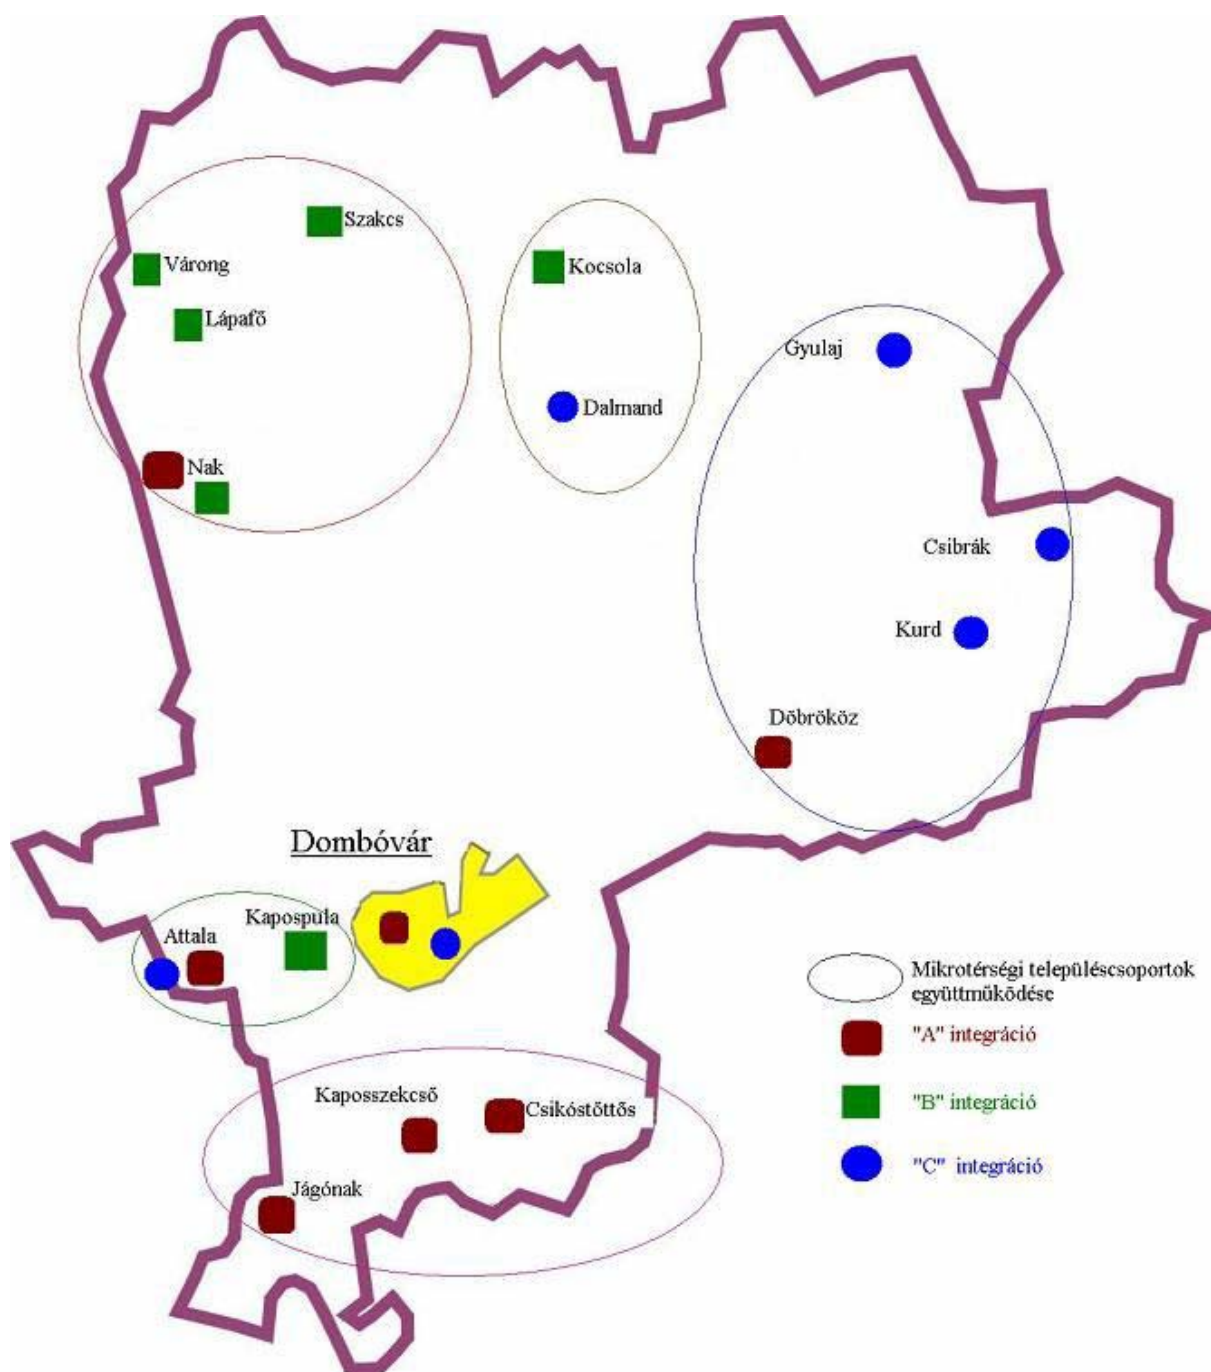 Szakcs
Várong
Kocsola
Lápafő
Gyulaj
Dalmand
Nak
Csibrák
Kurd
Döbrököz
Dombóvár
Kapospula
Attala
Mikrotérségi településcsoportok
együttműködése
"A" integráció
Kaposszekcső
Csikóstöttős
"B" integráció
"C" integráció
Jágónak